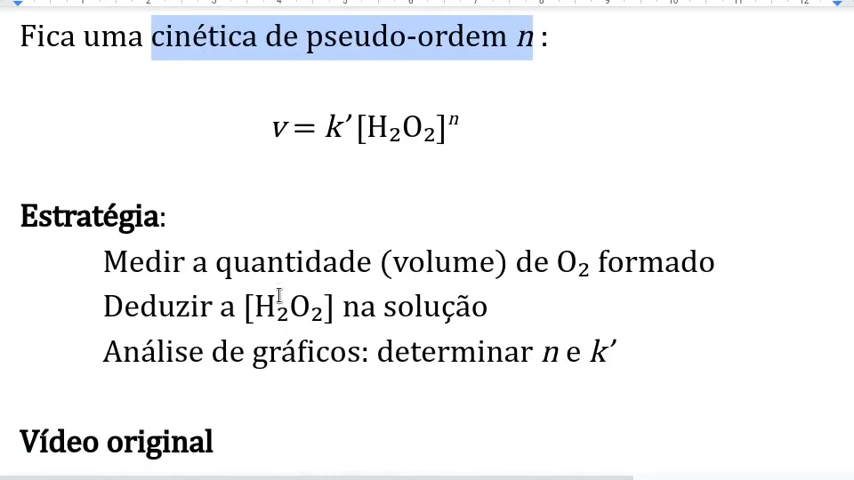 Fica uma cinética de pseudo-ordem n :
v = k’ [H₂O₂]ⁿ
Estratégia:
Medir a quantidade (volume) de O₂ formado
Deduzir a [H₂O₂] na solução
Análise de gráficos: determinar n e k’
Vídeo original